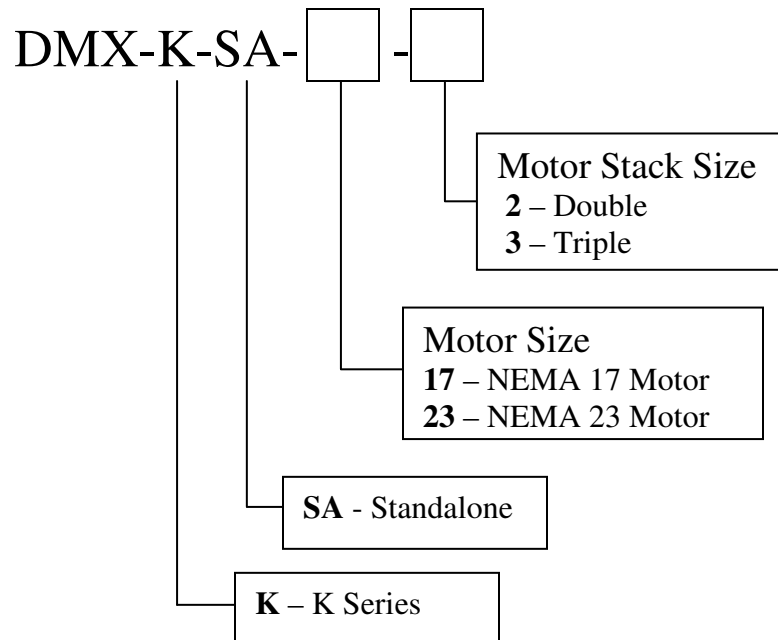 DMX-K-SA- -
Motor Stack Size
2 – Double
3 – Triple
Motor Size
17 – NEMA 17 Motor
23 – NEMA 23 Motor
SA - Standalone
K – K Series